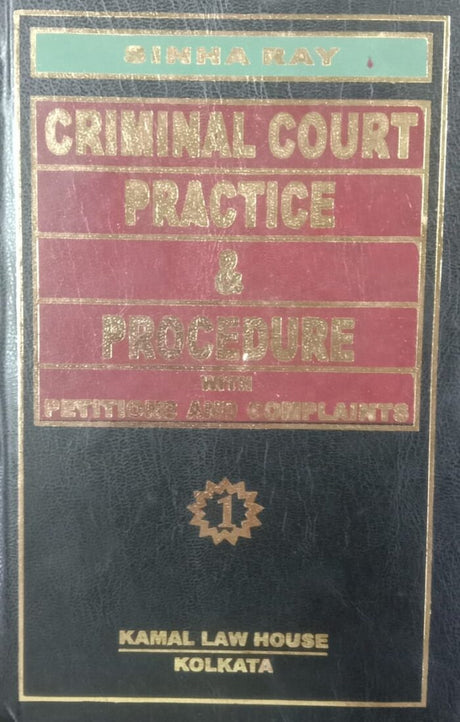 SINHA RAY
CRIMINAL COURT
PRACTICE
&
PROCEDURE
WITH
PETITIONS AND COMPLAINTS
1
KAMAL LAW HOUSE
KOLKATA